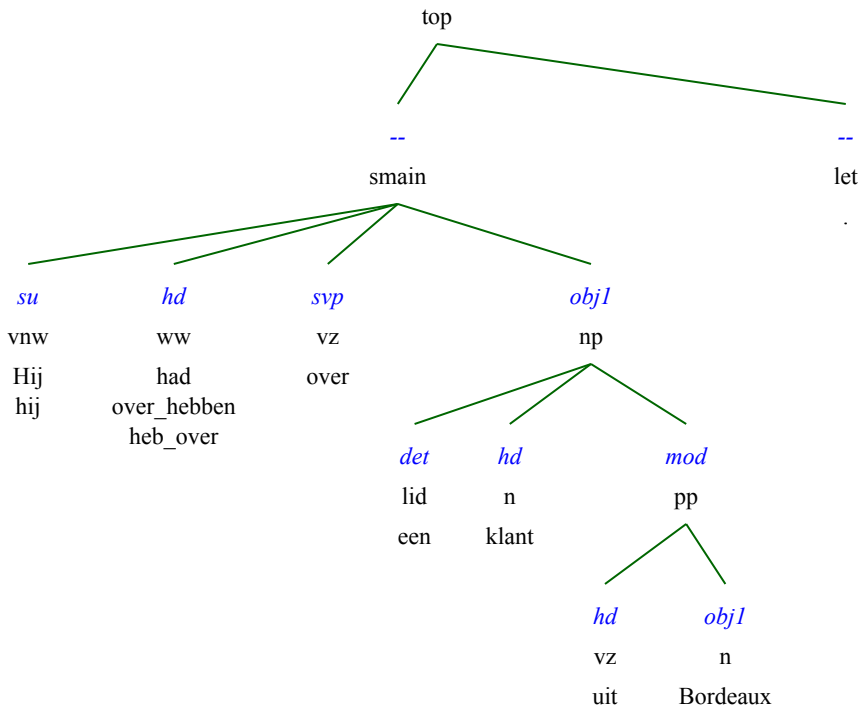 top
-- --
smain let
.
su hd svp obj1
vnw ww vz np
Hij had over
hij over_hebben
heb_over
det hd mod
lid n pp
een klant
hd obj1
vz n
uit Bordeaux